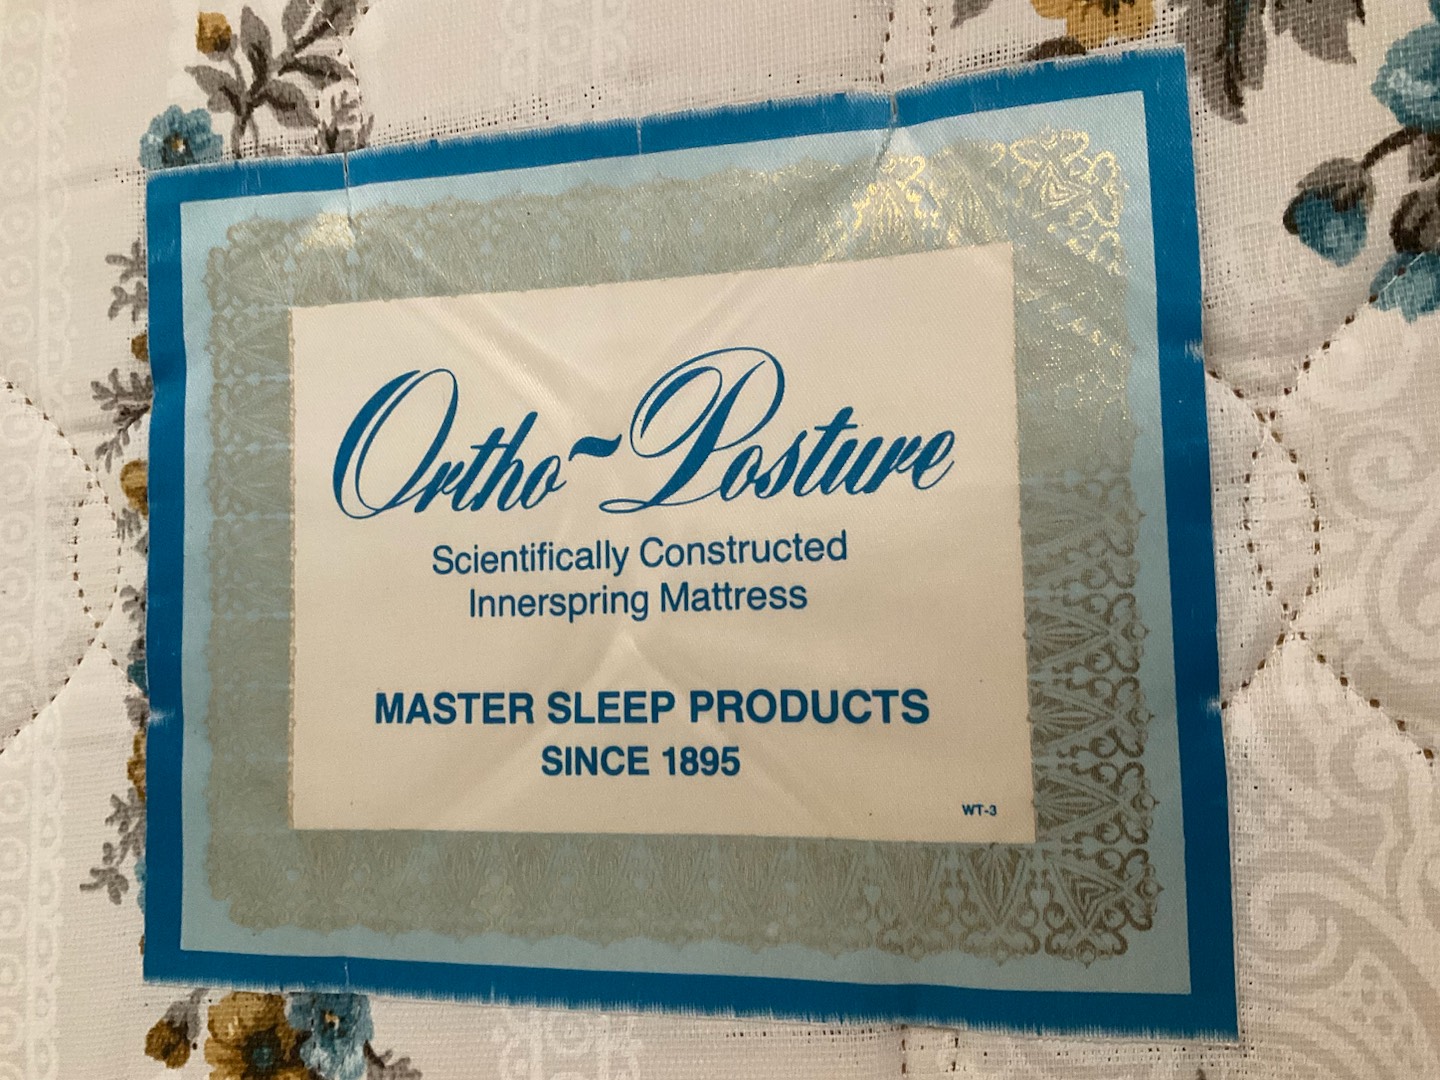 Ortho~Posture
Scientifically Constructed
Innerspring Mattress
MASTER SLEEP PRODUCTS
SINCE 1895
WT-3